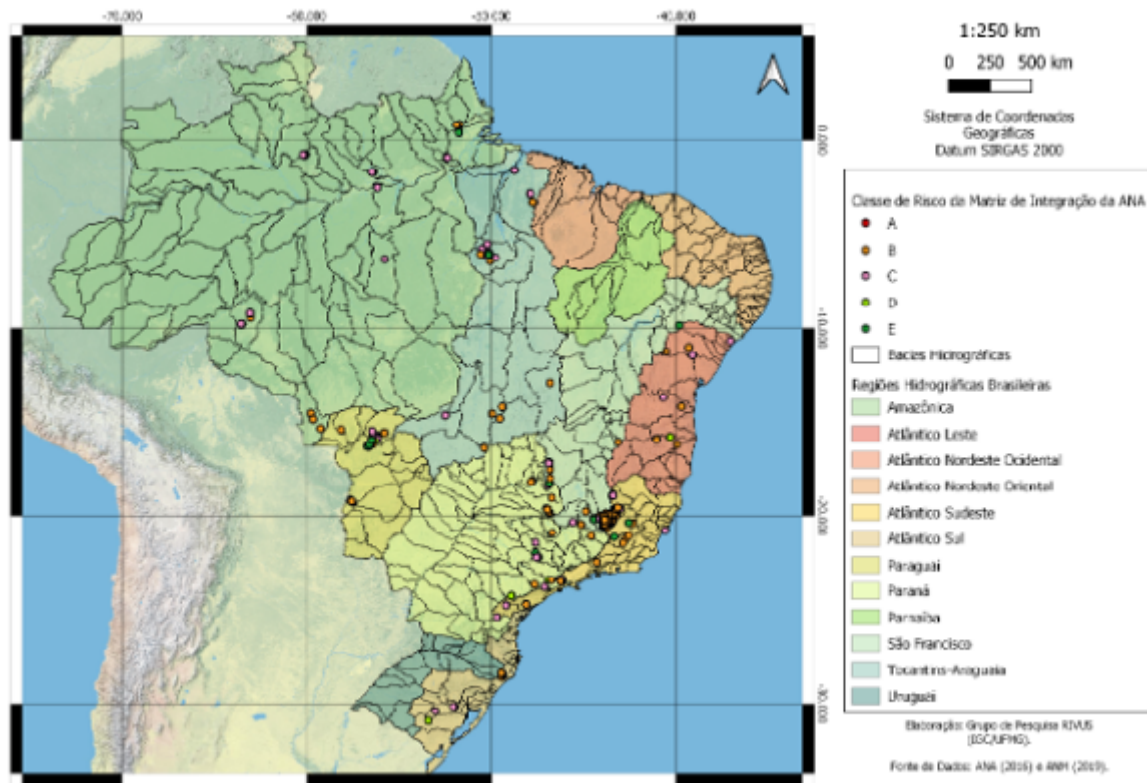 -70,000 -50,000 -40,000
0,000
-10,000
-20,000
-30,000
1:250 km
0 250 500 km
Sistema de Coordenadas
Geográficas
Datum SIRGAS 2000
Classe de Risco da Matriz de Integração da ANA
A
B
C
D
E
Bacias Hidrográficas
Regiões Hidrográficas Brasileiras
Amazônica
Atlântico Leste
Atlântico Nordeste Ocidental
Atlântico Nordeste Oriental
Atlântico Sudeste
Atlântico Sul
Paraguai
Paraná
Parnaíba
São Francisco
Tocantins-Araguaia
Uruguai
Elaboração: Grupo de Pesquisa RIVUS
(IGC/UFMG).
Fonte de Dados: ANA (2016) e ANM (2019).